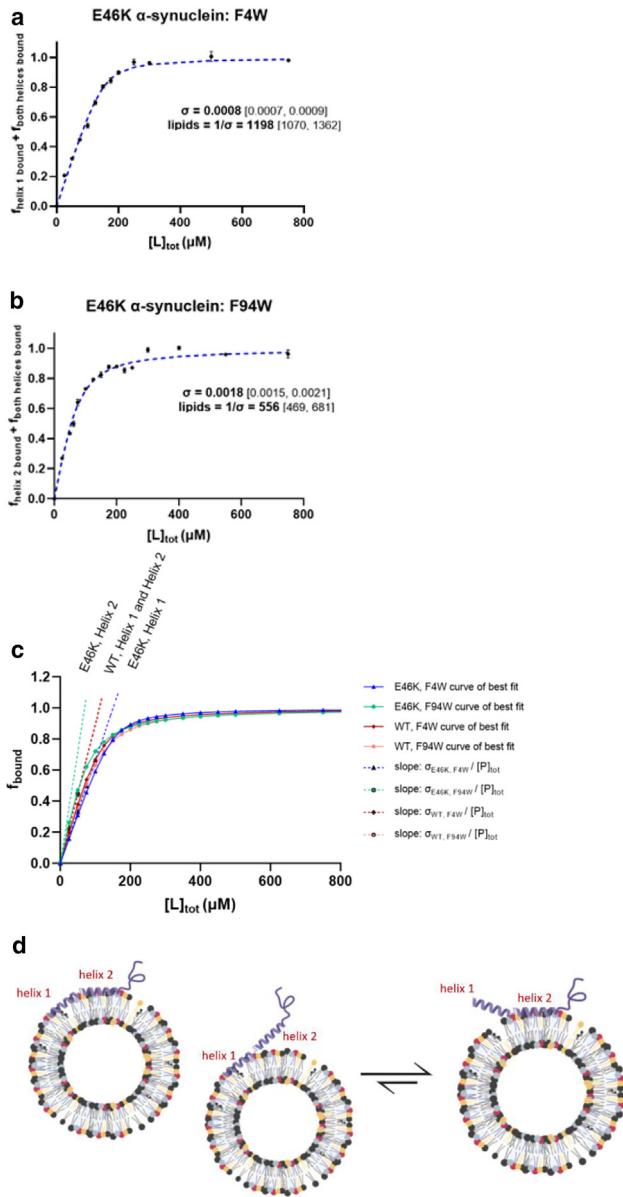 a
E46K α-synuclein: F4W
f helix 1 bound + f both helices bound
1.0
0.8
0.6
0.4
0.2
0.0
σ = 0.0008 [0.0007, 0.0009]
lipids = 1/σ = 1198 [1070, 1362]
0 200 400 600 800
[L]tot (μM)
b
E46K α-synuclein: F94W
f helix 2 bound + f both helices bound
1.0
0.8
0.6
0.4
0.2
0.0
σ = 0.0018 [0.0015, 0.0021]
lipids = 1/σ = 556 [469, 681]
0 200 400 600 800
[L]tot (μM)
E46K, Helix 2
WT, Helix 1 and Helix 2
E46K, Helix 1
c
fbound
1.2
1.0
0.8
0.6
0.4
0.2
0.0
0 200 400 600 800
[L]tot (μM)
E46K, F4W curve of best fit
E46K, F94W curve of best fit
WT, F4W curve of best fit
WT, F94W curve of best fit
slope: σE46K, F4W / [P]tot
slope: σE46K, F94W / [P]tot
slope: σWT, F4W / [P]tot
slope: σWT, F94W / [P]tot
d
helix 1
helix 2
helix 1
helix 2
helix 1
helix 2